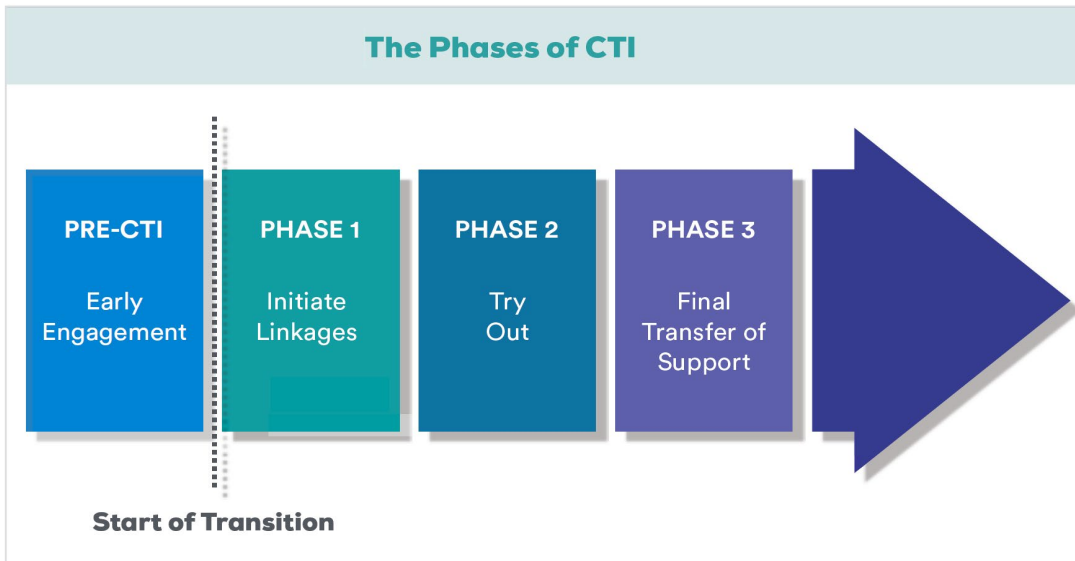 The Phases of CTI
PRE-CTI
Early
Engagement
PHASE 1
Initiate
Linkages
PHASE 2
Try
Out
PHASE 3
Final
Transfer of
Support
Start of Transition